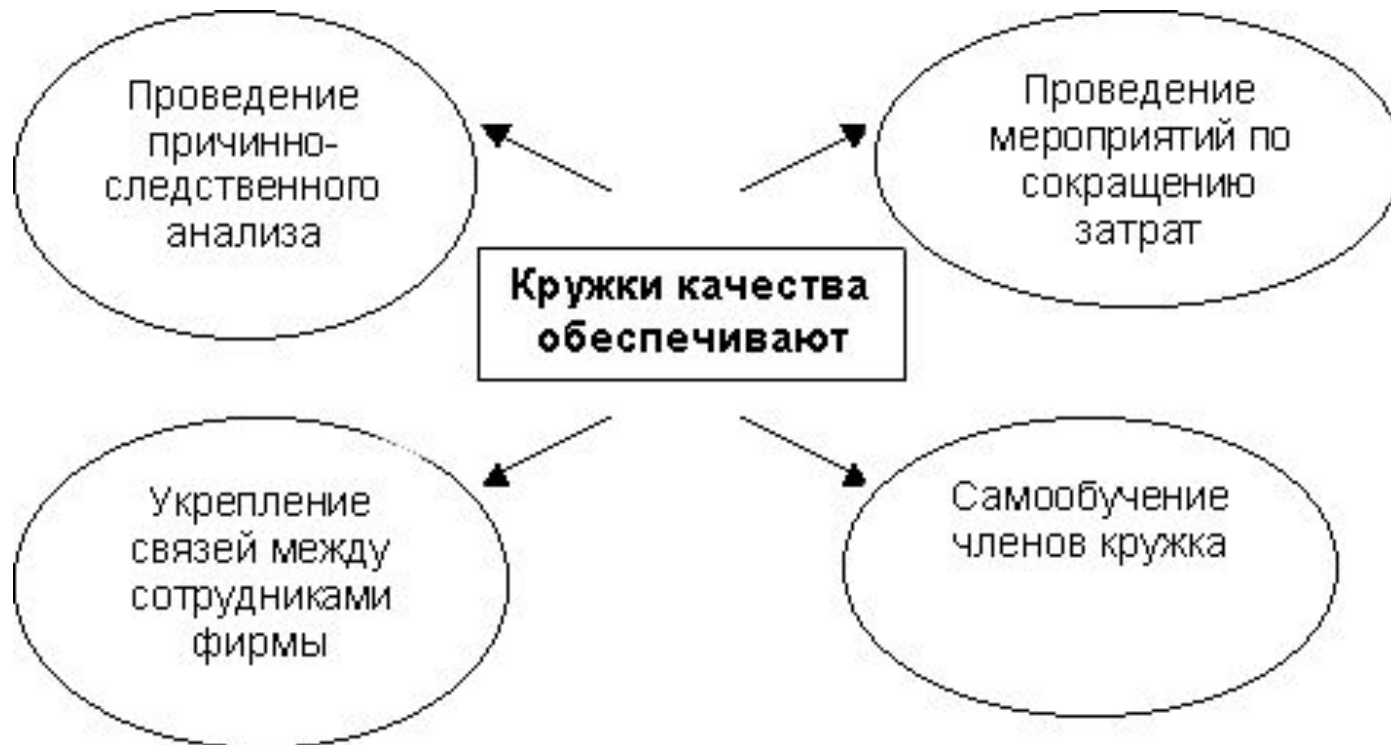 Проведение
причинно-
следственного
анализа
Проведение
мероприятий по
сокращению
затрат
Кружки качества
обеспечивают
Укрепление
связей между
сотрудниками
фирмы
Самообучение
членов кружка